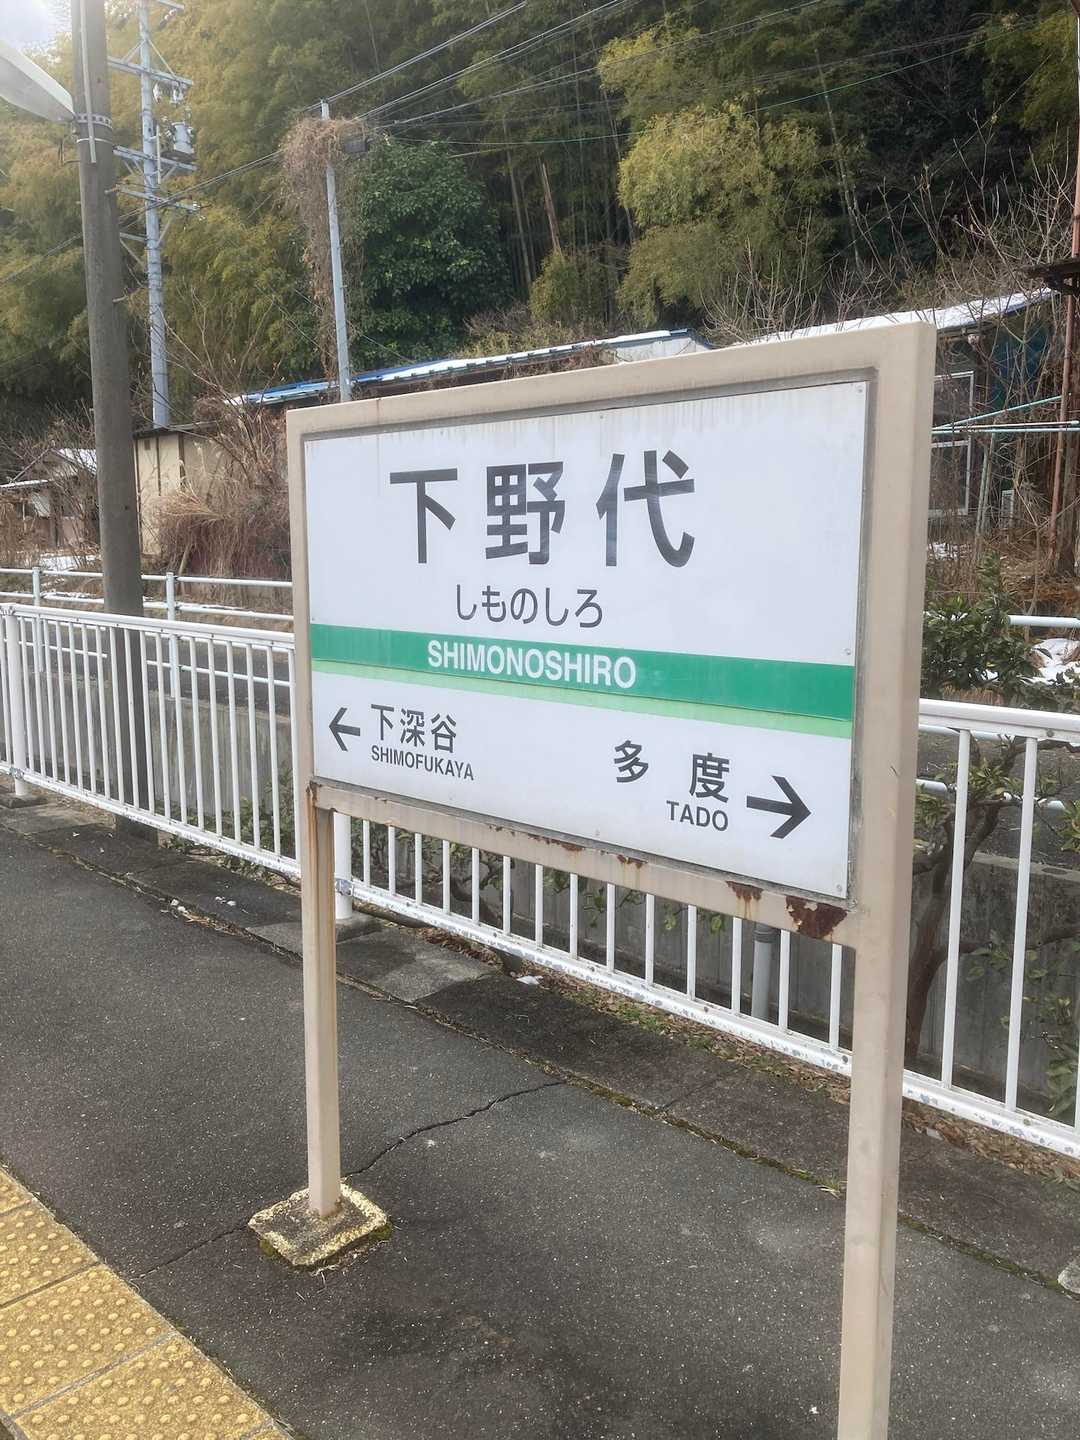 下野代
しものしろ
SHIMONOSHIRO
← 下深谷
SHIMOFUKAYA
多度 →
TADO